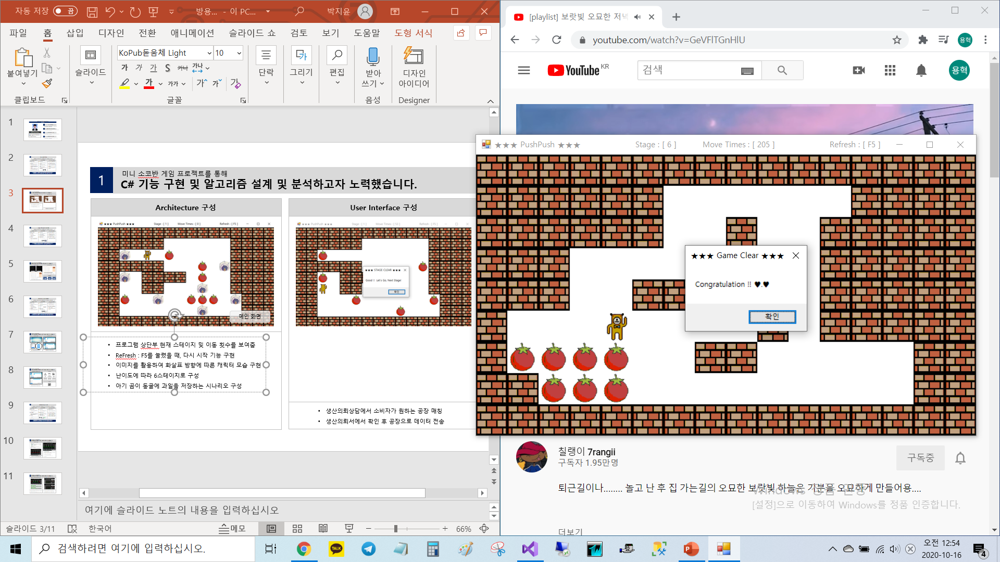 자동 저장 끔 방용... - 이 PC... 박지윤
파일 홈 삽입 디자인 전환 애니메이션 슬라이드 쇼 검토 보기 도움말 도형 서식
KoPub돋움체 Light 10
붙여넣기 슬라이드 단락 그리기 편집 받아쓰기 디자인 아이디어
클립보드 글꼴 음성 Designer
1
2
3
4
5
6
7
8
9
10
11
1
미니 소코반 게임 프로젝트를 통해
C# 기능 구현 및 알고리즘 설계 및 분석하고자 노력했습니다.
Architecture 구성
User Interface 구성
★★★ PushPush ★★★ Stage : [ 1 ] Move Times : [ 0 ] Refresh : [ F5 ]
메인 화면
★★★ PushPush ★★★ Stage : [ 1 ] Refresh : [ F5 ]
★★★ STAGE CLEAR ★★★
Good !! Let's Go, Next Stage!
확인
• 프로그램 상단부 현재 스테이지 및 이동 횟수를 보여줌
• ReFresh : F5를 눌렀을 때, 다시 시작 기능 구현
• 이미지를 활용하여 화살표 방향에 따른 캐릭터 모습 구현
• 난이도에 따라 6스테이지로 구성
• 아기 곰이 동굴에 과일을 저장하는 시나리오 구성
• 생산의뢰상담에서 소비자가 원하는 공장 매칭
• 생산의뢰서에서 확인 후 공장으로 데이터 전송
여기에 슬라이드 노트의 내용을 입력하십시오
슬라이드 3/11 한국어 메모 66%
[playlist] 보랏빛 오묘한 저녁
youtube.com/watch?v=GeVFlTGnHlU
용혁
YouTube KR
검색
용혁
★★★ PushPush ★★★ Stage : [ 6 ] Move Times : [ 205 ] Refresh : [ F5 ]
★★★ Game Clear ★★★
Congratulation !! ♥.♥
확인
칠랭이 7rangii
구독자 1.95만명
구독중
퇴근길이나........ 놀고 난 후 집 가는길의 오묘한 보랏빛 하늘은 기분을 오묘하게 만들어용....
Windows 정품 인증
[설정]으로 이동하여 Windows를 정품 인증합니다.
더보기
검색하려면 여기에 입력하십시오.
TALK
오전 12:54
2020-10-16
4